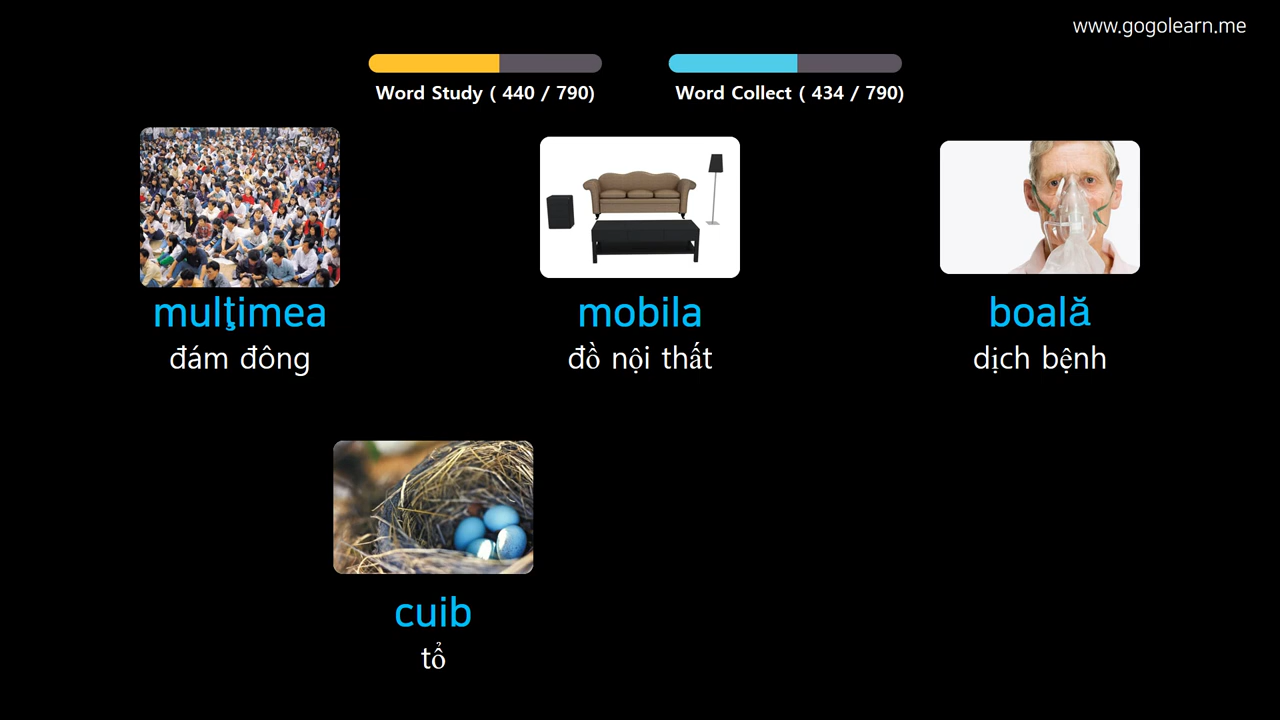 www.gogolearn.me
Word Study ( 440 / 790)
Word Collect ( 434 / 790)
mulţimea
đám đông
mobila
đồ nội thất
boală
dịch bệnh
cuib
tổ